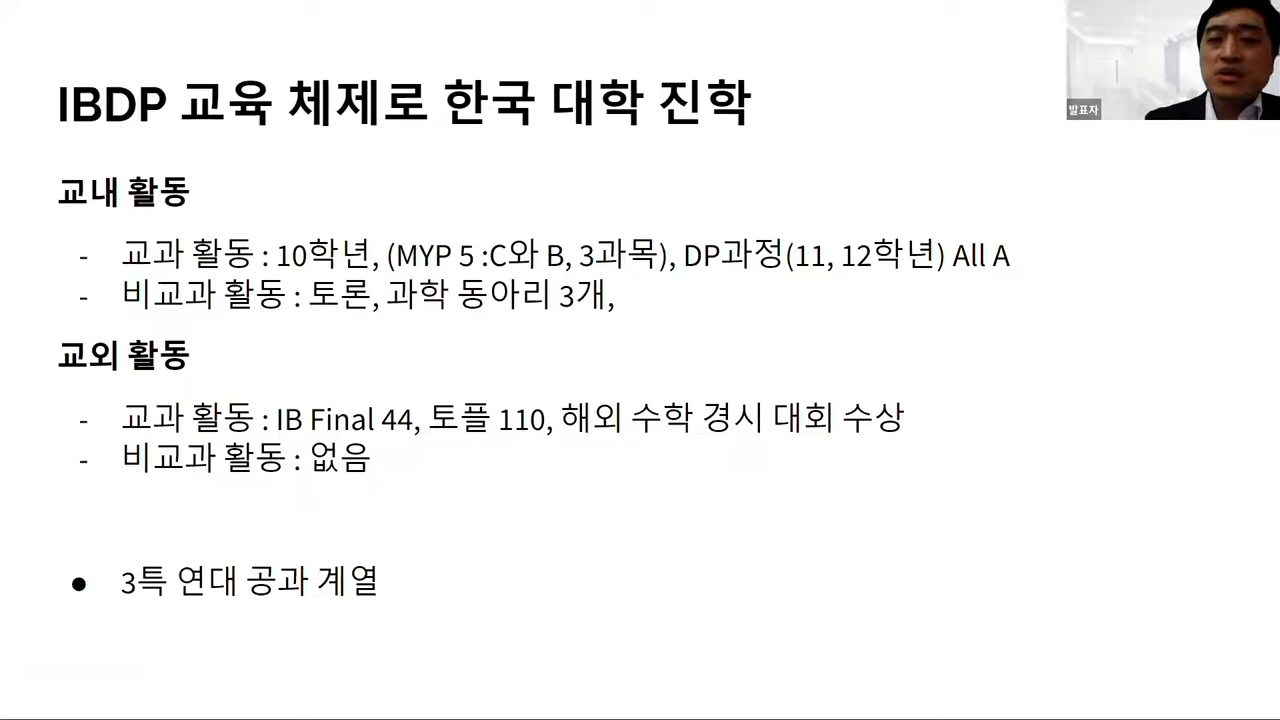 IBDP 교육 체제로 한국 대학 진학
발표자
교내 활동
- 교과 활동 : 10학년, (MYP 5 :C와 B, 3과목), DP과정(11, 12학년) All A
- 비교과 활동 : 토론, 과학 동아리 3개,
교외 활동
- 교과 활동 : IB Final 44, 토플 110, 해외 수학 경시 대회 수상
- 비교과 활동 : 없음
● 3특 연대 공과 계열